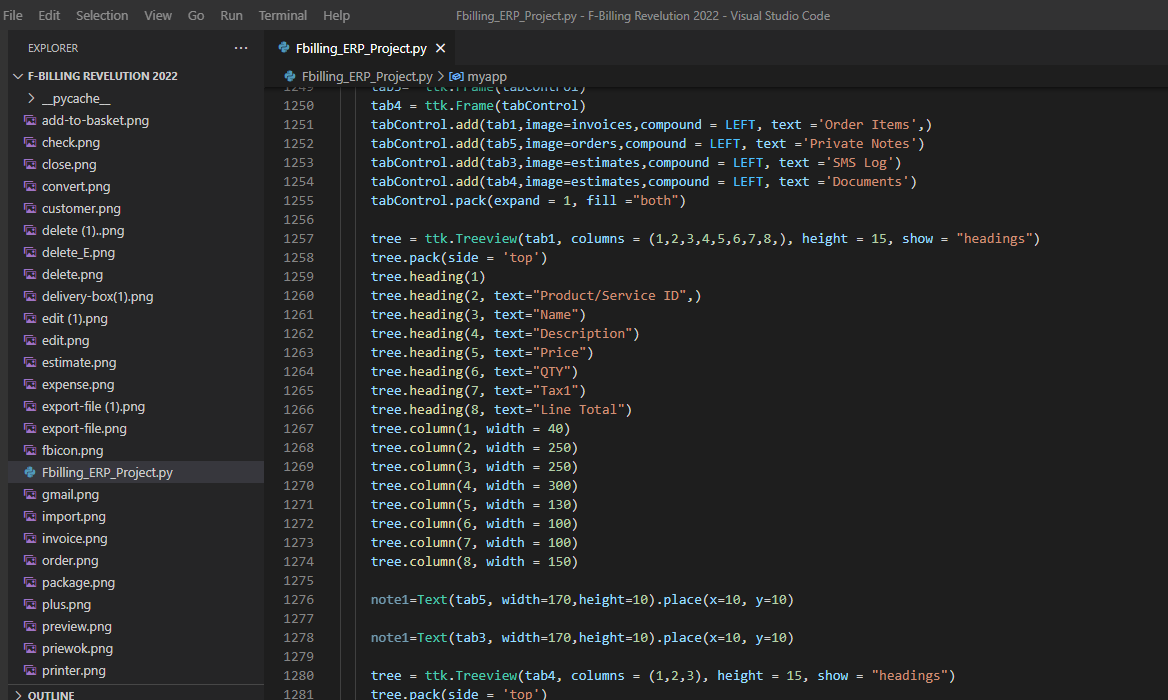 File Edit Selection View Go Run Terminal Help Fbilling_ERP_Project.py - F-Billing Revelution 2022 - Visual Studio Code
EXPLORER ...
F-BILLING REVELUTION 2022
__pycache__
add-to-basket.png
check.png
close.png
convert.png
customer.png
delete (1)..png
delete_E.png
delete.png
delivery-box(1).png
edit (1).png
edit.png
estimate.png
expense.png
export-file (1).png
export-file.png
fbicon.png
Fbilling_ERP_Project.py
gmail.png
import.png
invoice.png
order.png
package.png
plus.png
preview.png
priewok.png
printer.png
OUTLINE
Fbilling_ERP_Project.py
Fbilling_ERP_Project.py > myapp
1249 tab5= ttk.Frame(tabControl)
1250 tab4 = ttk.Frame(tabControl)
1251 tabControl.add(tab1,image=invoices,compound = LEFT, text ='Order Items',)
1252 tabControl.add(tab5,image=orders,compound = LEFT, text ='Private Notes')
1253 tabControl.add(tab3,image=estimates,compound = LEFT, text ='SMS Log')
1254 tabControl.add(tab4,image=estimates,compound = LEFT, text ='Documents')
1255 tabControl.pack(expand = 1, fill ="both")
1256
1257 tree = ttk.Treeview(tab1, columns = (1,2,3,4,5,6,7,8,), height = 15, show = "headings")
1258 tree.pack(side = 'top')
1259 tree.heading(1)
1260 tree.heading(2, text="Product/Service ID",)
1261 tree.heading(3, text="Name")
1262 tree.heading(4, text="Description")
1263 tree.heading(5, text="Price")
1264 tree.heading(6, text="QTY")
1265 tree.heading(7, text="Tax1")
1266 tree.heading(8, text="Line Total")
1267 tree.column(1, width = 40)
1268 tree.column(2, width = 250)
1269 tree.column(3, width = 250)
1270 tree.column(4, width = 300)
1271 tree.column(5, width = 130)
1272 tree.column(6, width = 100)
1273 tree.column(7, width = 100)
1274 tree.column(8, width = 150)
1275
1276 note1=Text(tab5, width=170,height=10).place(x=10, y=10)
1277
1278 note1=Text(tab3, width=170,height=10).place(x=10, y=10)
1279
1280 tree = ttk.Treeview(tab4, columns = (1,2,3), height = 15, show = "headings")
1281 tree.pack(side = 'top')